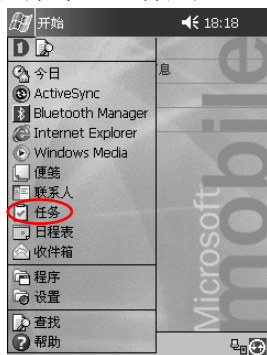 开始 18:18
今日
息
ActiveSync
Bluetooth Manager
Internet Explorer
Windows Media
便笺
联系人
任务
日程表
收件箱
程序
设置
查找
帮助
Microsoft
mobil